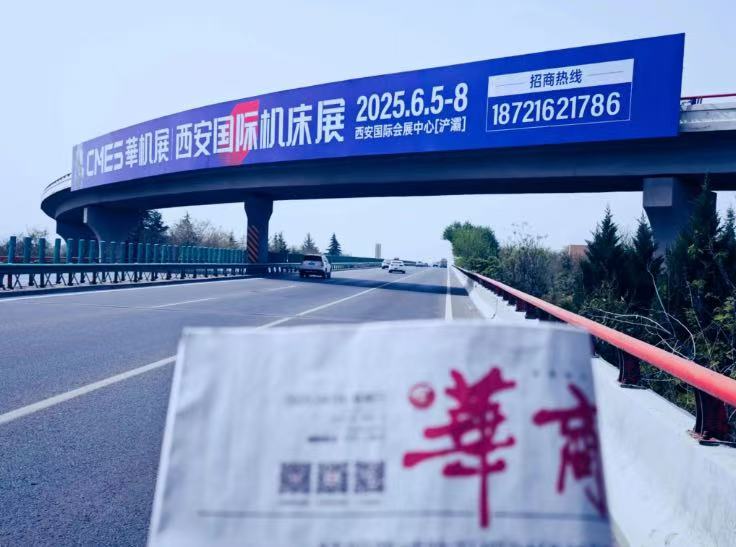 CMES華机展 西安国际机床展
2025.6.5-8
西安国际会展中心[浐灞]
招商热线
18721621786
華商